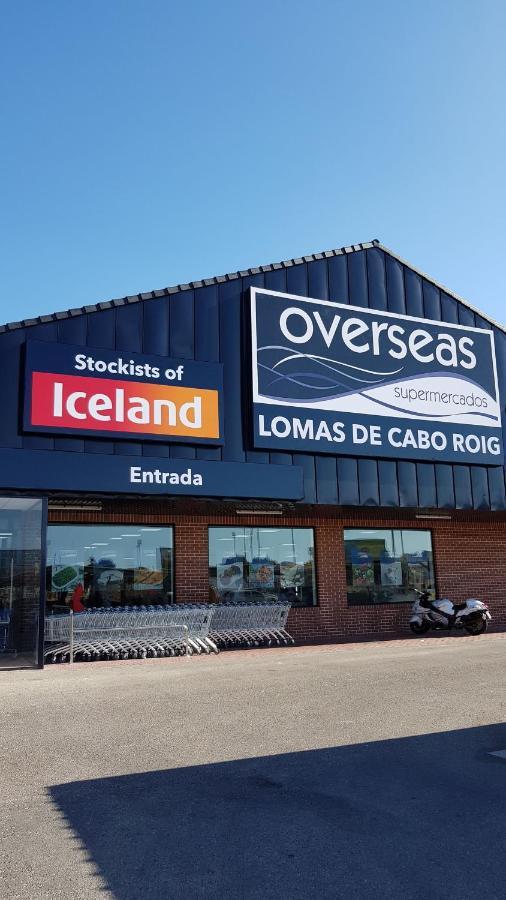 Stockists of
Iceland
Entrada
overseas
supermercados
LOMAS DE CABO ROIG